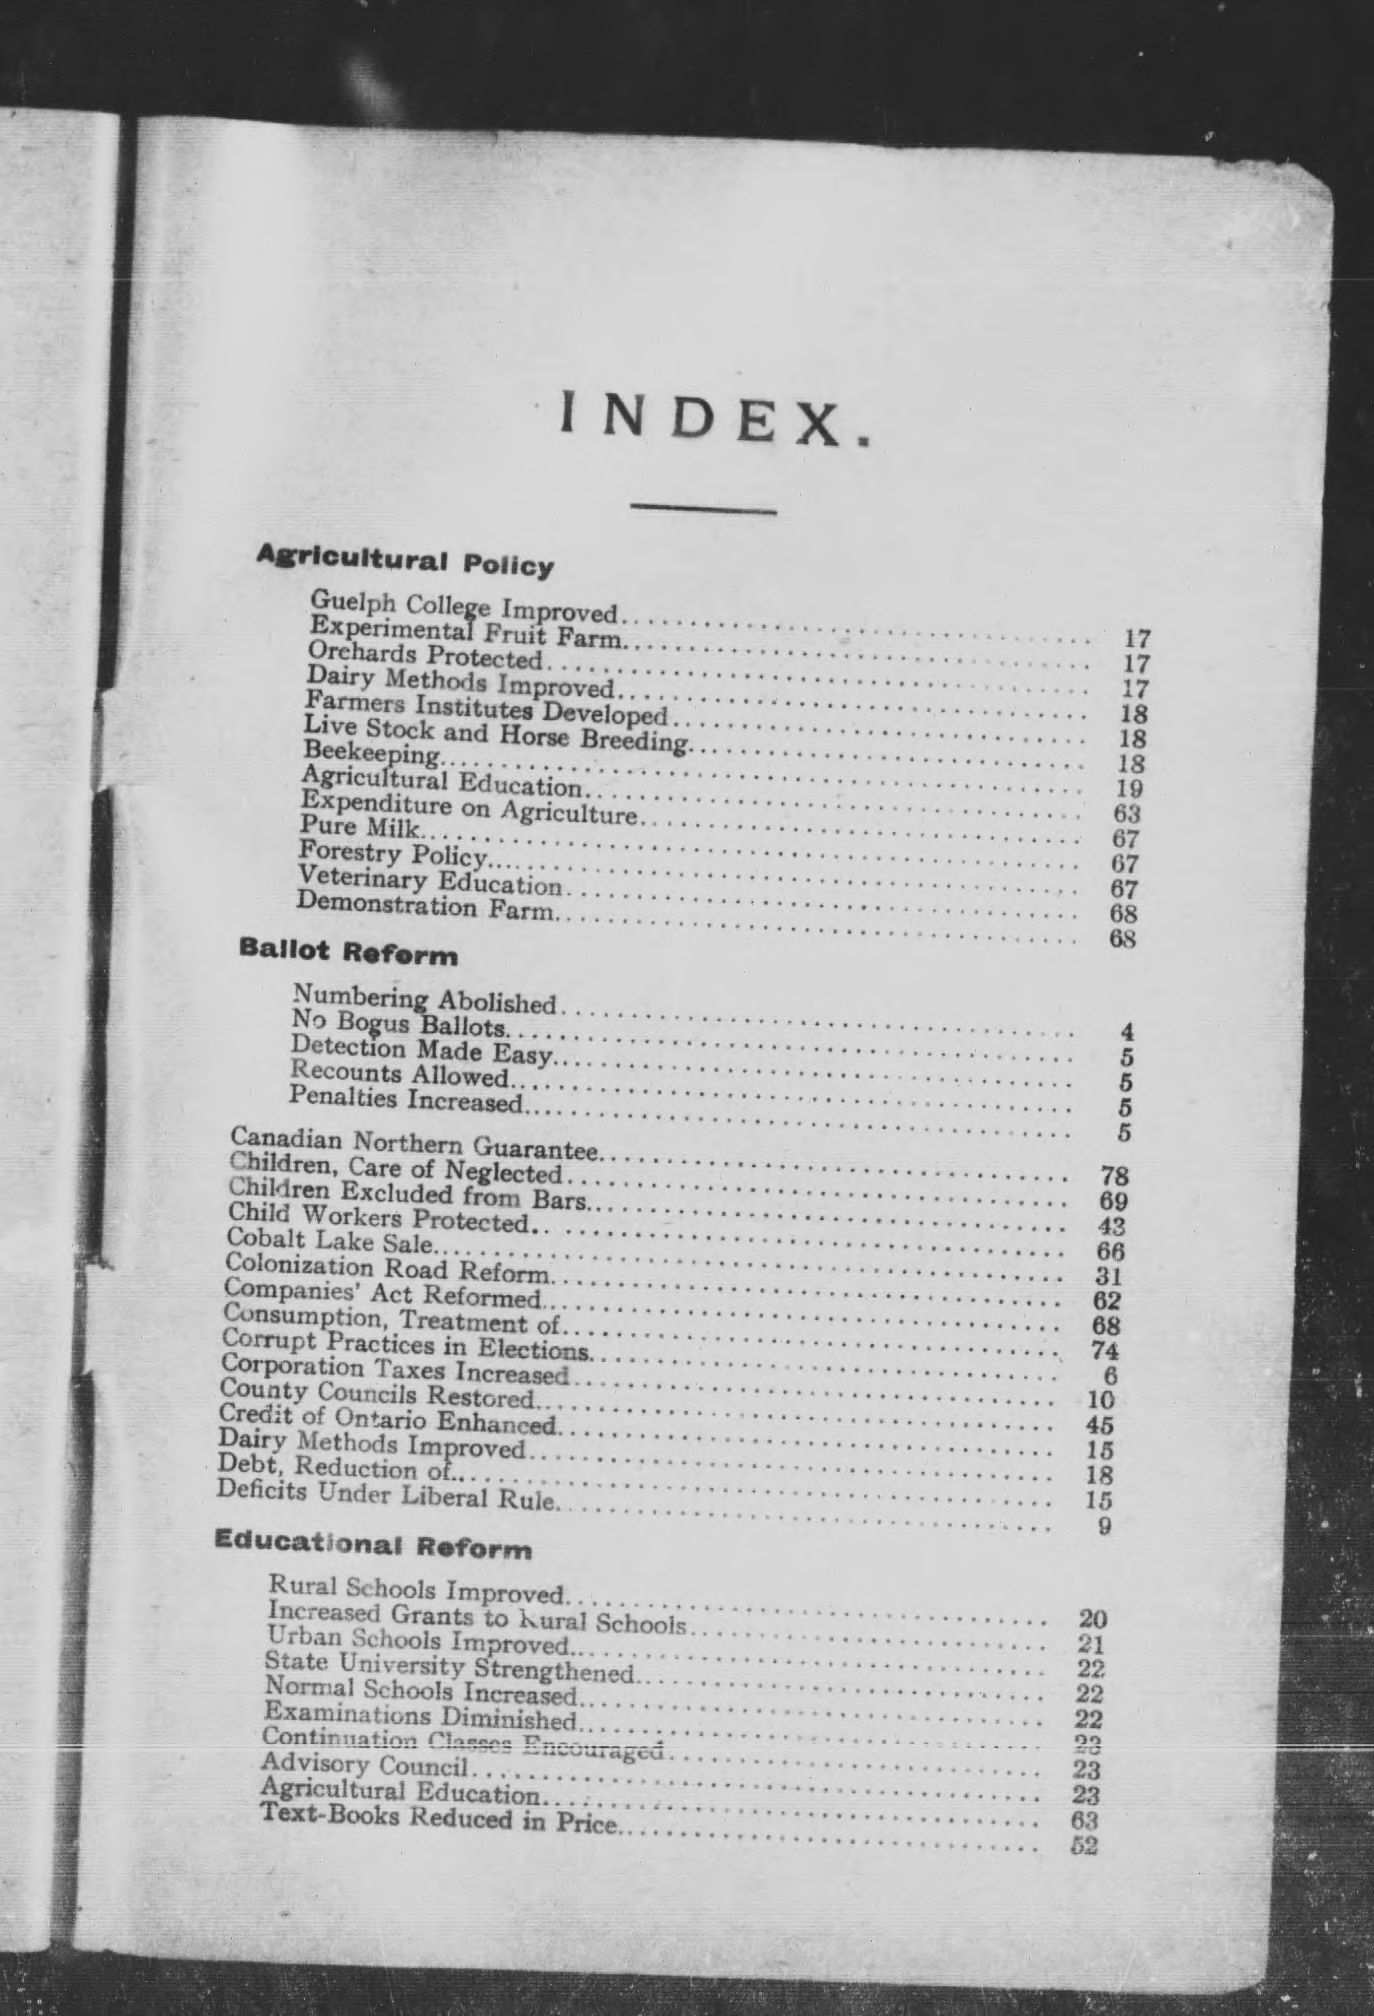 INDEX.
Agricultural Policy
Guelph College Improved.......... 17
Experimental Fruit Farm.......... 17
Orchards Protected.......... 17
Dairy Methods Improved.......... 18
Farmers Institutes Developed.......... 18
Live Stock and Horse Breeding.......... 18
Beekeeping.......... 19
Agricultural Education.......... 63
Expenditure on Agriculture.......... 67
Pure Milk.......... 67
Forestry Policy.......... 67
Veterinary Education.......... 68
Demonstration Farm.......... 68
Ballot Reform
Numbering Abolished.......... 4
No Bogus Ballots.......... 5
Detection Made Easy.......... 5
Recounts Allowed.......... 5
Penalties Increased.......... 5
Canadian Northern Guarantee.......... 78
Children, Care of Neglected.......... 69
Children Excluded from Bars.......... 43
Child Workers Protected.......... 66
Cobalt Lake Sale.......... 31
Colonization Road Reform.......... 62
Companies' Act Reformed.......... 68
Consumption, Treatment of.......... 74
Corrupt Practices in Elections.......... 6
Corporation Taxes Increased.......... 10
County Councils Restored.......... 45
Credit of Ontario Enhanced.......... 15
Dairy Methods Improved.......... 18
Debt, Reduction of.......... 15
Deficits Under Liberal Rule.......... 9
Educational Reform
Rural Schools Improved.......... 20
Increased Grants to Rural Schools.......... 21
Urban Schools Improved.......... 22
State University Strengthened.......... 22
Normal Schools Increased.......... 22
Examinations Diminished.......... 23
Continuation Classes Encouraged.......... 23
Advisory Council.......... 23
Agricultural Education.......... 63
Text-Books Reduced in Price.......... 52